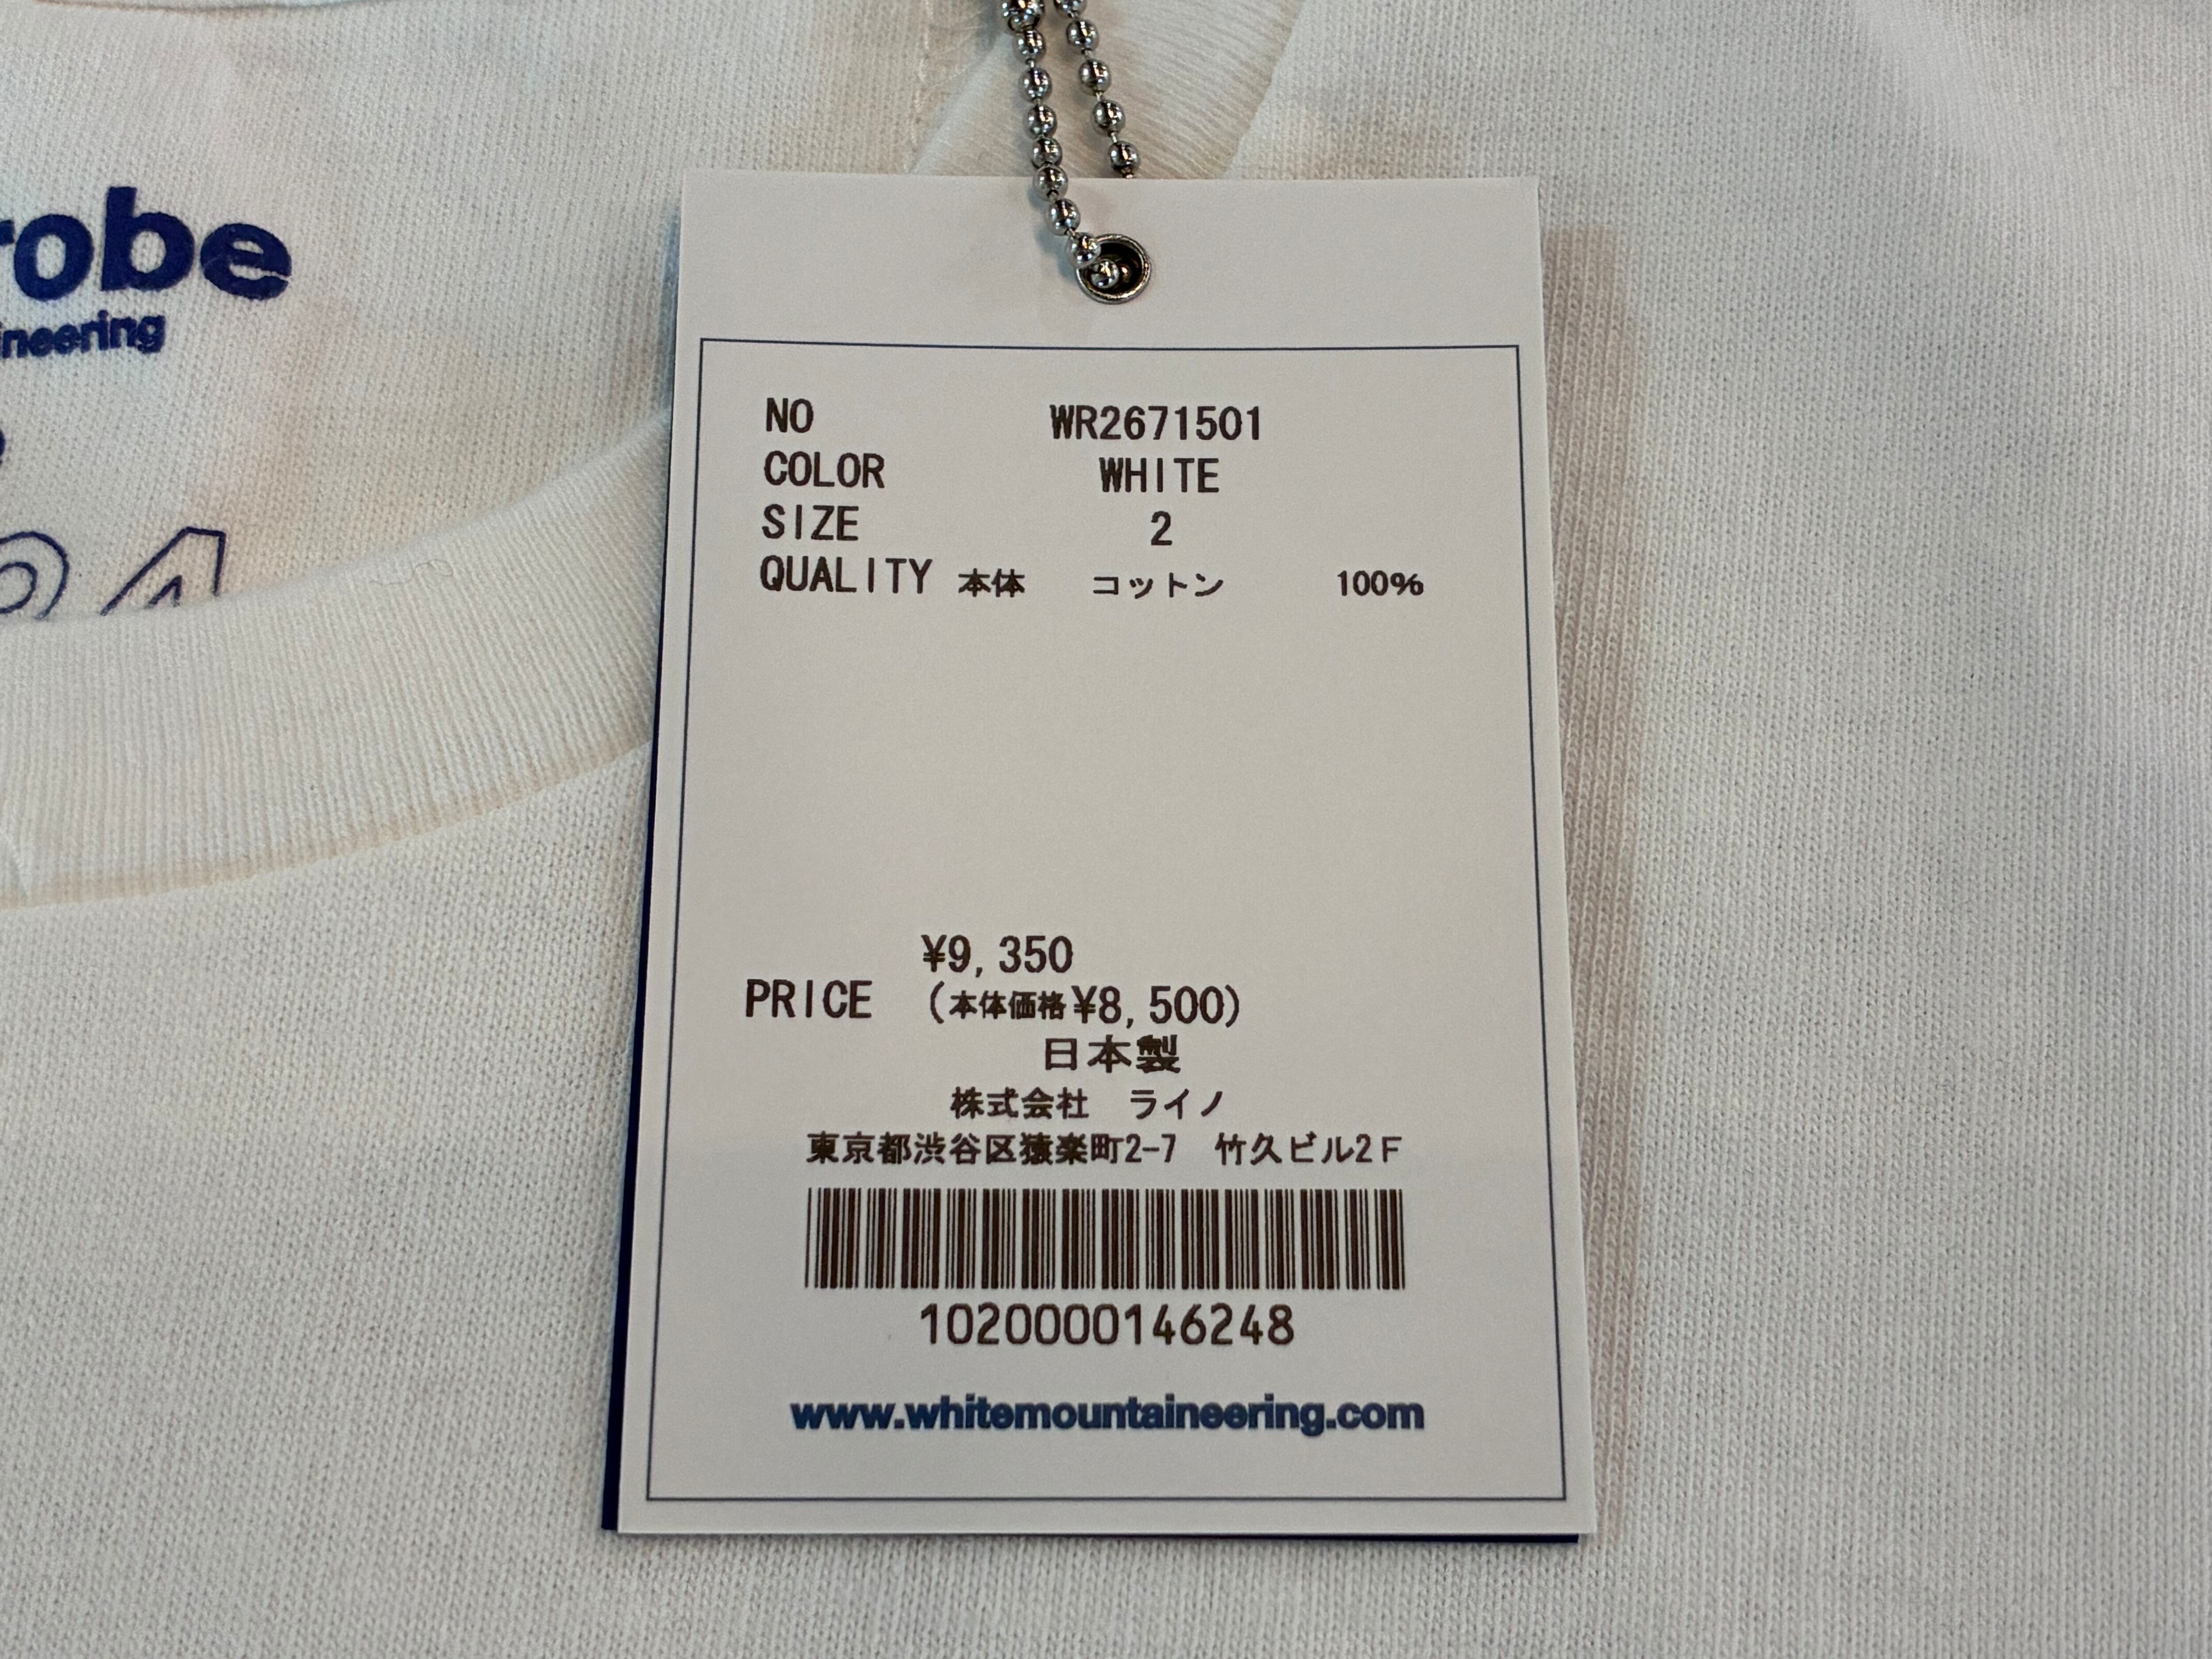 robe
ineering
NO WR2671501
COLOR WHITE
SIZE 2
QUALITY 本体 コットン 100%
¥9,350
PRICE (本体価格¥8,500)
日本製
株式会社 ライノ
東京都渋谷区猿楽町2-7 竹久ビル2F
1020000146248
www.whitemountaineering.com